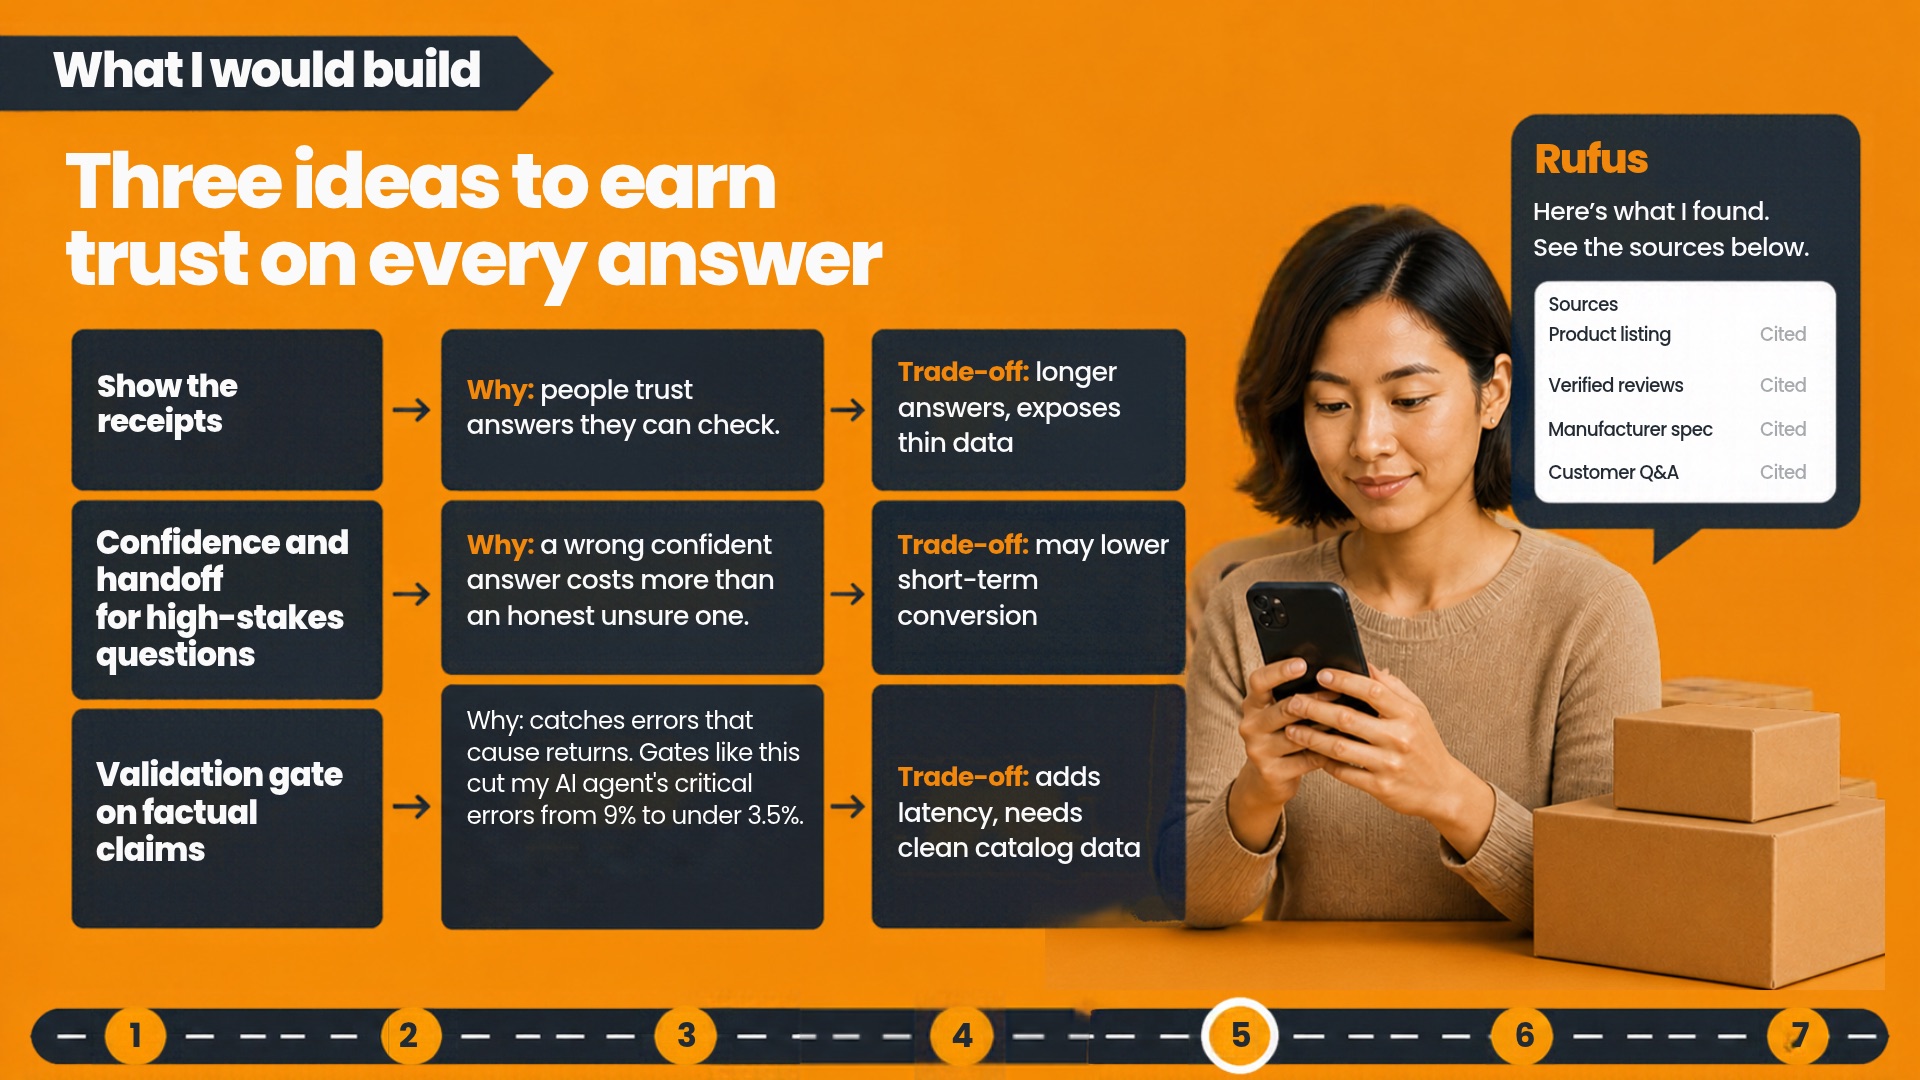 What I would build
Three ideas to earn
trust on every answer
Show the
receipts
Why: people trust
answers they can check.
Trade-off: longer
answers, exposes
thin data
Confidence and
handoff
for high-stakes
questions
Why: a wrong confident
answer costs more than
an honest unsure one.
Trade-off: may lower
short-term
conversion
Validation gate
on factual
claims
Why: catches errors that
cause returns. Gates like this
cut my AI agent's critical
errors from 9% to under 3.5%.
Trade-off: adds
latency, needs
clean catalog data
Rufus
Here’s what I found.
See the sources below.
Sources
Product listing Cited
Verified reviews Cited
Manufacturer spec Cited
Customer Q&A Cited
1 2 3 4 5 6 7